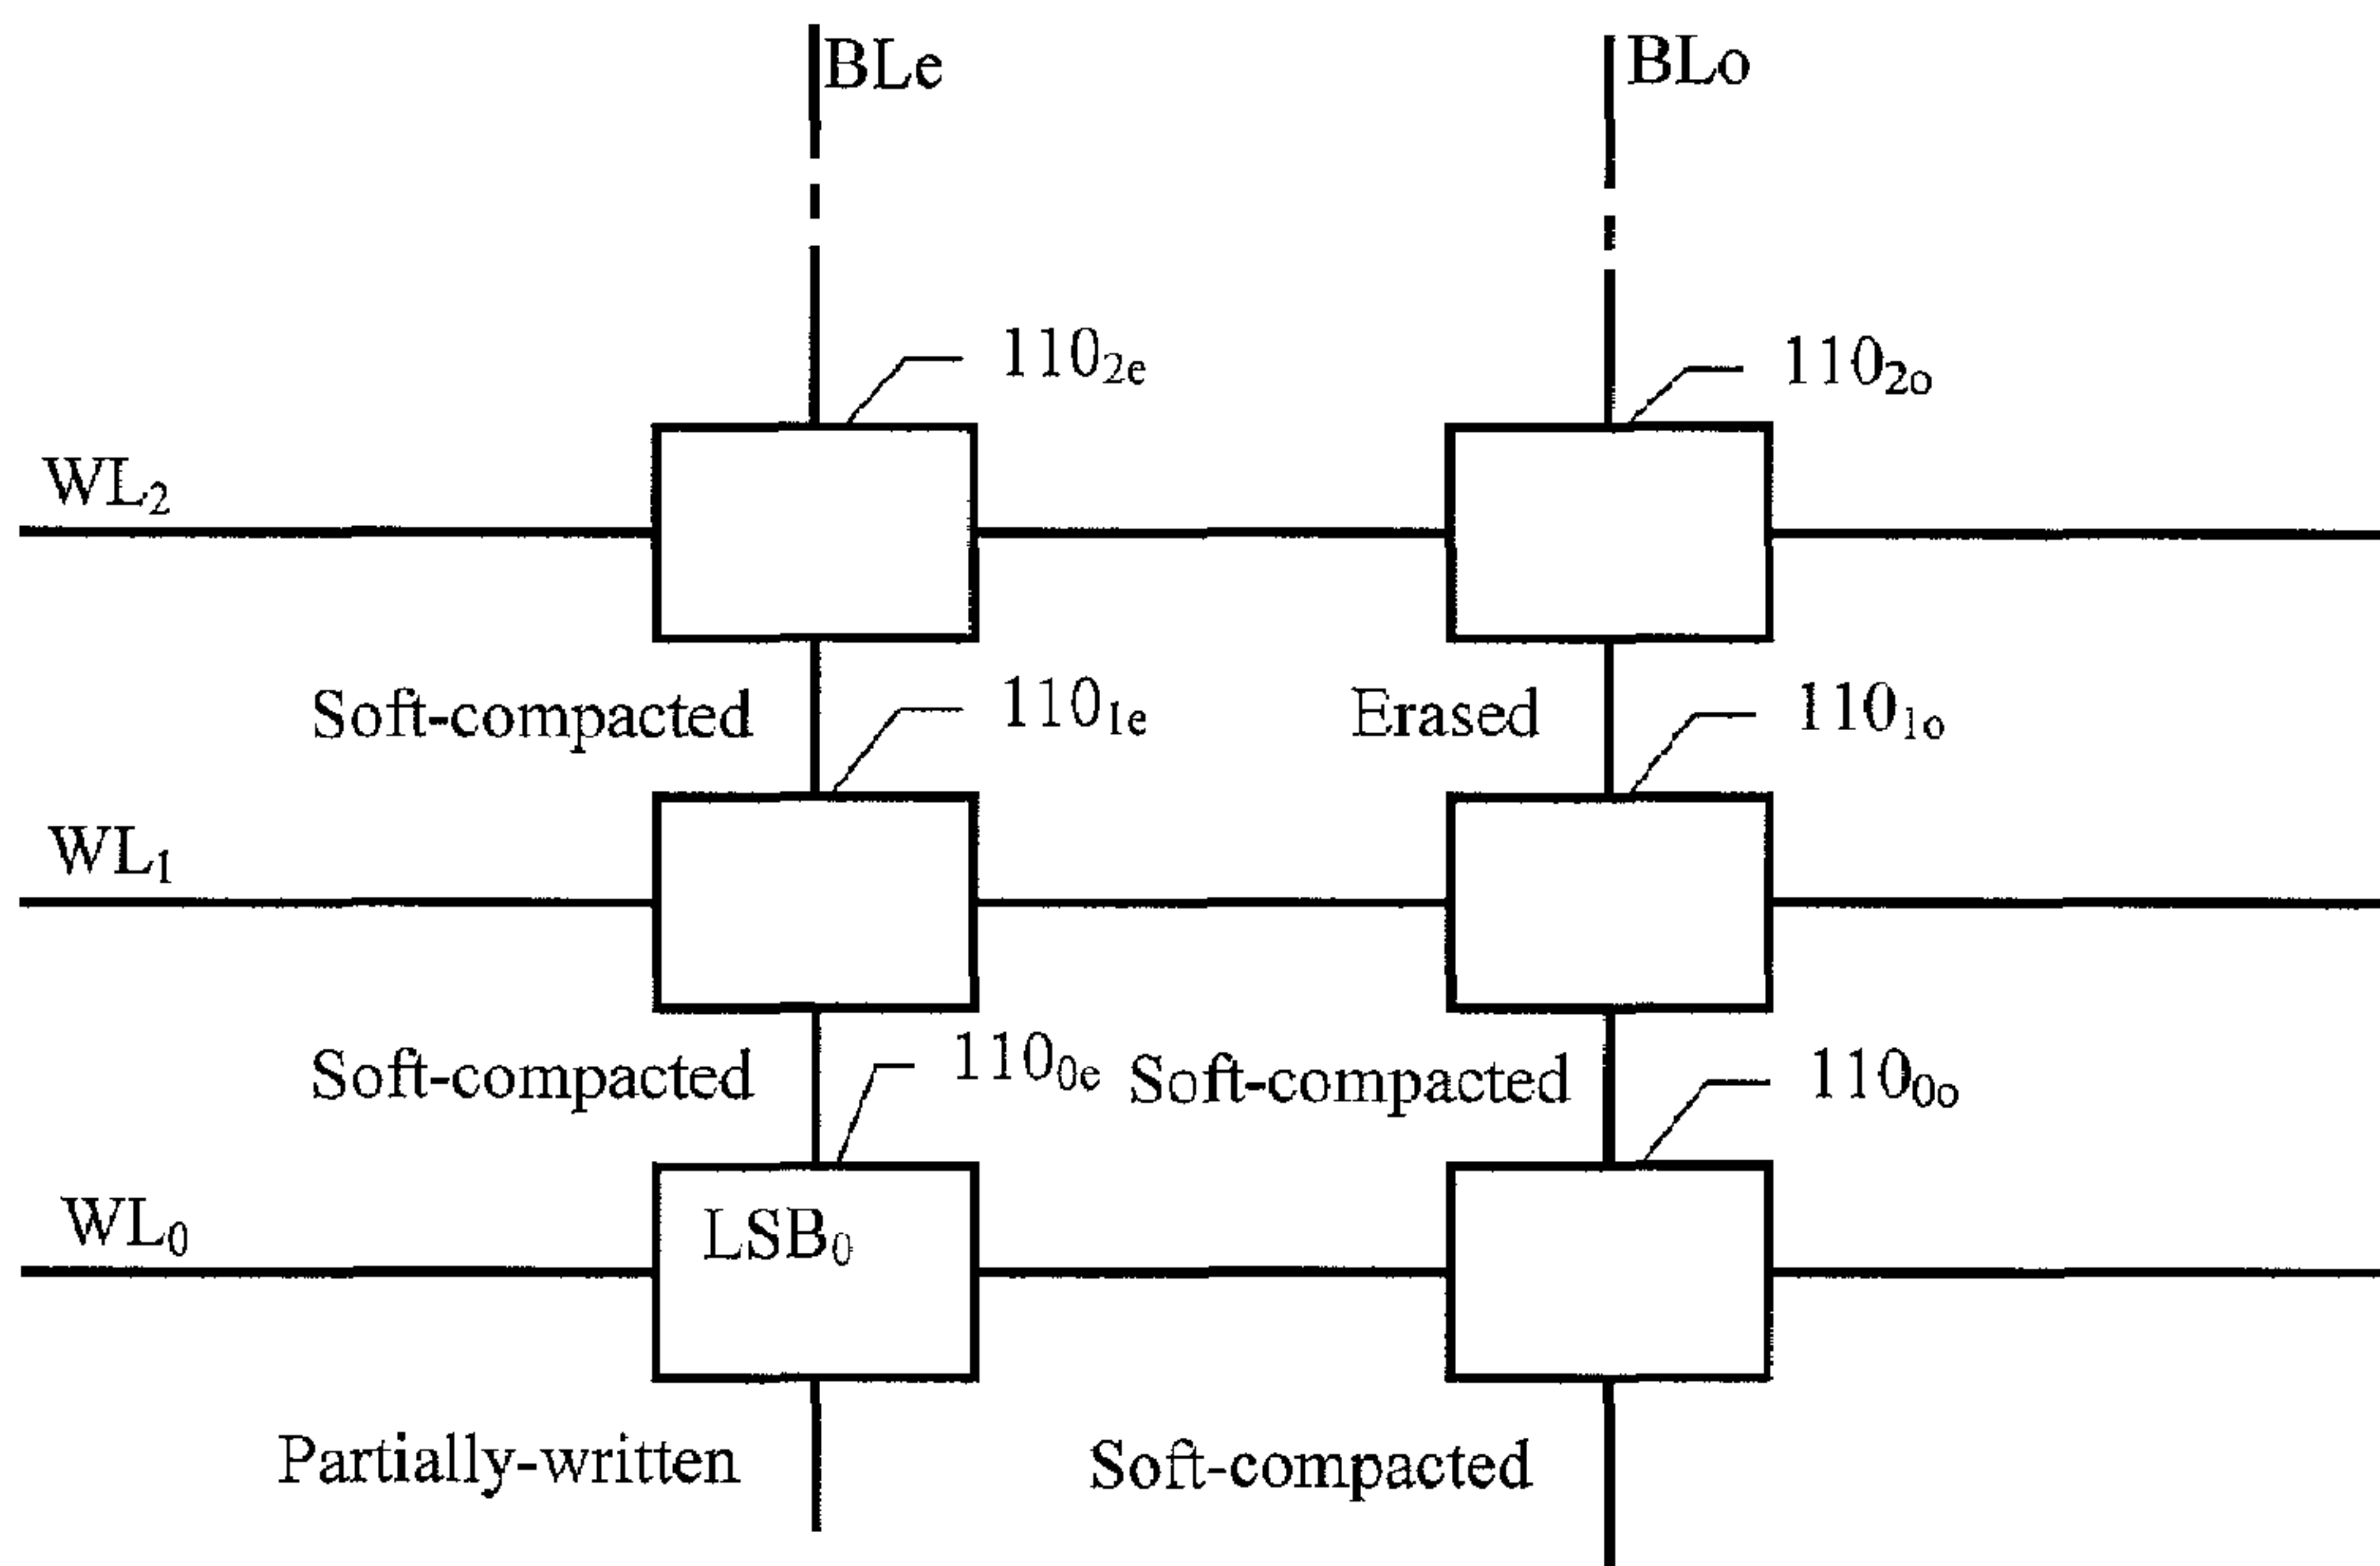 BLe
BLo
110₂ₑ
110₂ₒ
WL₂
Soft-compacted
110₁ₑ
Erased
110₁ₒ
WL₁
Soft-compacted
110₀ₑ
Soft-compacted
110₀ₒ
WL₀
LSB₀
Partially-written
Soft-compacted